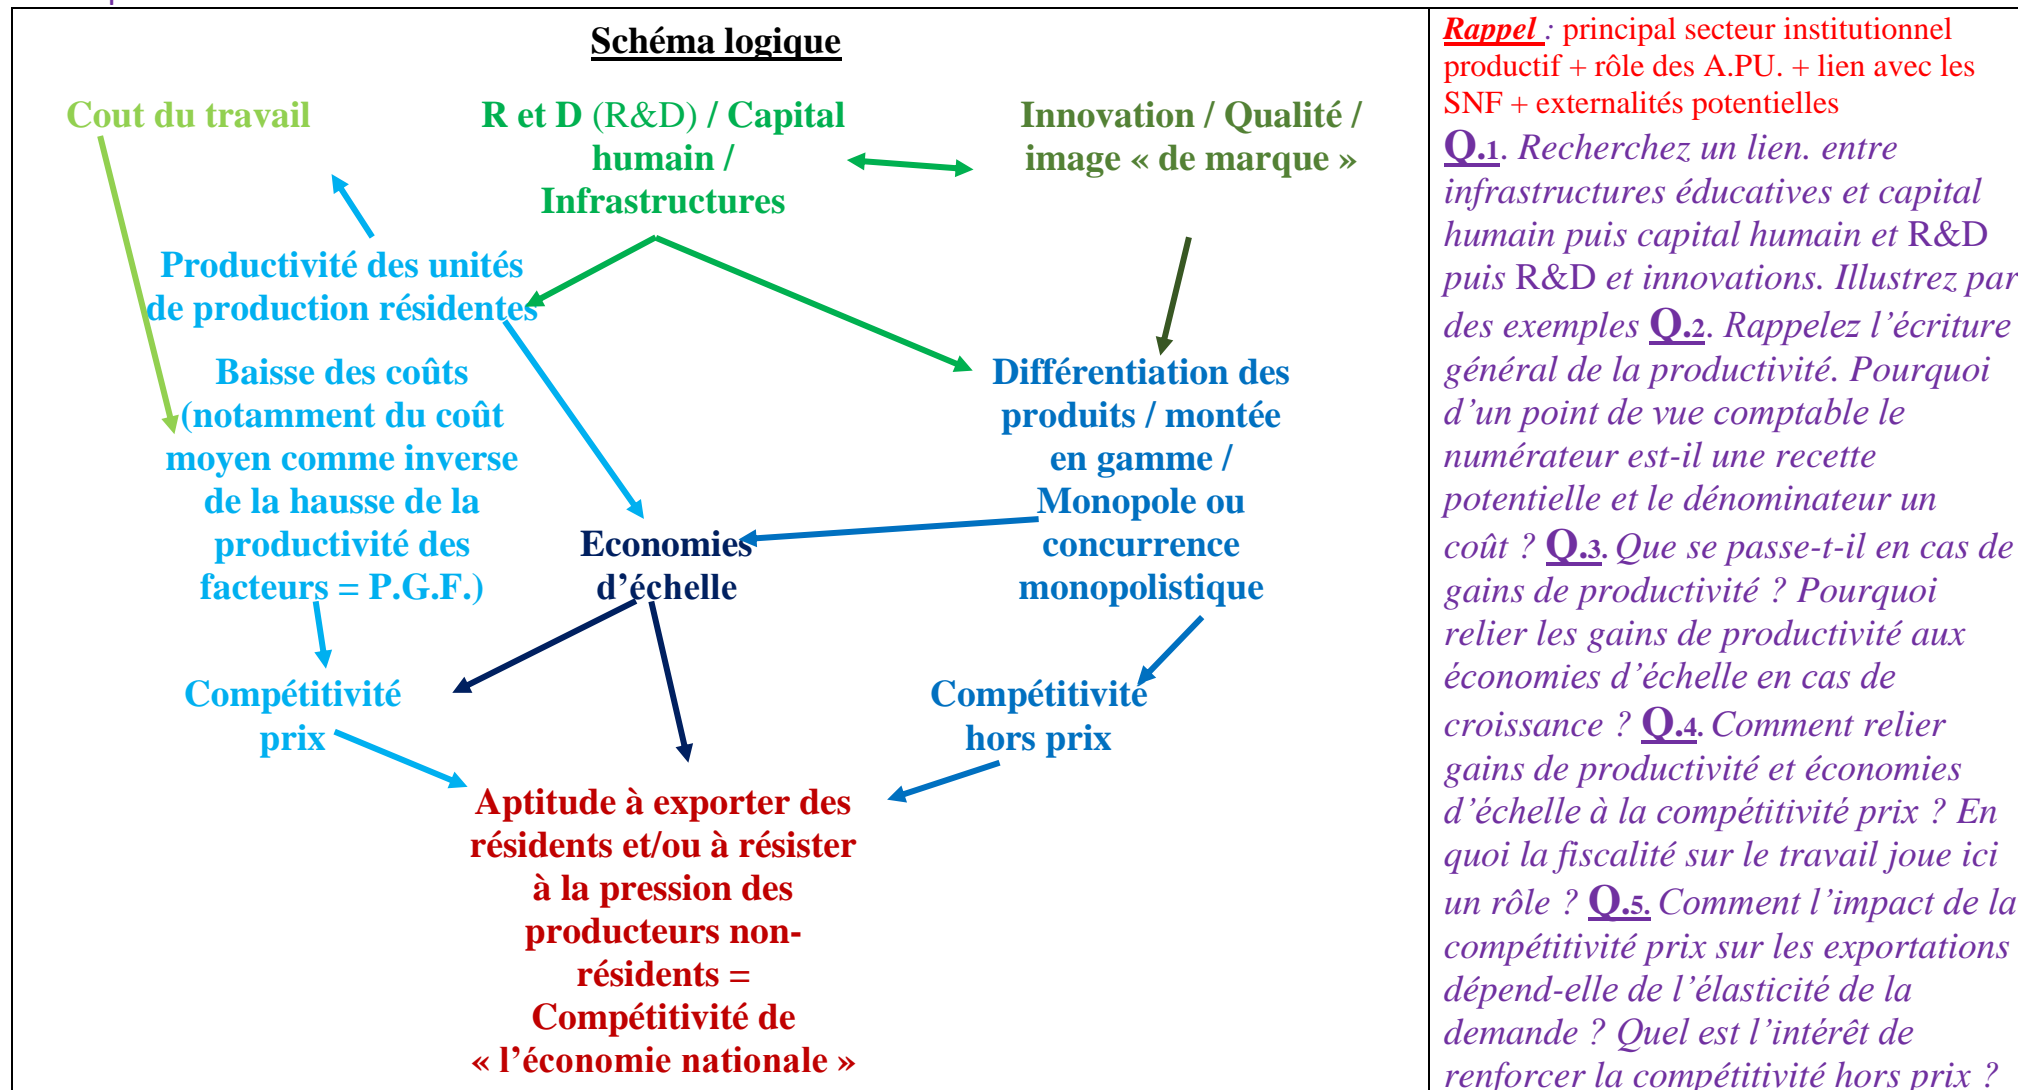 Schéma logique
Cout du travail
R et D (R&D) / Capital
humain /
Infrastructures
Innovation / Qualité /
image « de marque »
Productivité des unités
de production résidentes
Baisse des coûts
(notamment du coût
moyen comme inverse
de la hausse de la
productivité des
facteurs = P.G.F.)
Economies
d’échelle
Différentiation des
produits / montée
en gamme /
Monopole ou
concurrence
monopolistique
Compétitivité
prix
Compétitivité
hors prix
Aptitude à exporter des
résidents et/ou à résister
à la pression des
producteurs non-
résidents =
Compétitivité de
« l’économie nationale »
Rappel : principal secteur institutionnel
productif + rôle des A.PU. + lien avec les
SNF + externalités potentielles
Q.1. Recherchez un lien. entre
infrastructures éducatives et capital
humain puis capital humain et R&D
puis R&D et innovations. Illustrez par
des exemples Q.2. Rappelez l’écriture
général de la productivité. Pourquoi
d’un point de vue comptable le
numérateur est-il une recette
potentielle et le dénominateur un
coût ? Q.3. Que se passe-t-il en cas de
gains de productivité ? Pourquoi
relier les gains de productivité aux
économies d’échelle en cas de
croissance ? Q.4. Comment relier
gains de productivité et économies
d’échelle à la compétitivité prix ? En
quoi la fiscalité sur le travail joue ici
un rôle ? Q.5. Comment l’impact de la
compétitivité prix sur les exportations
dépend-elle de l’élasticité de la
demande ? Quel est l’intérêt de
renforcer la compétitivité hors prix ?